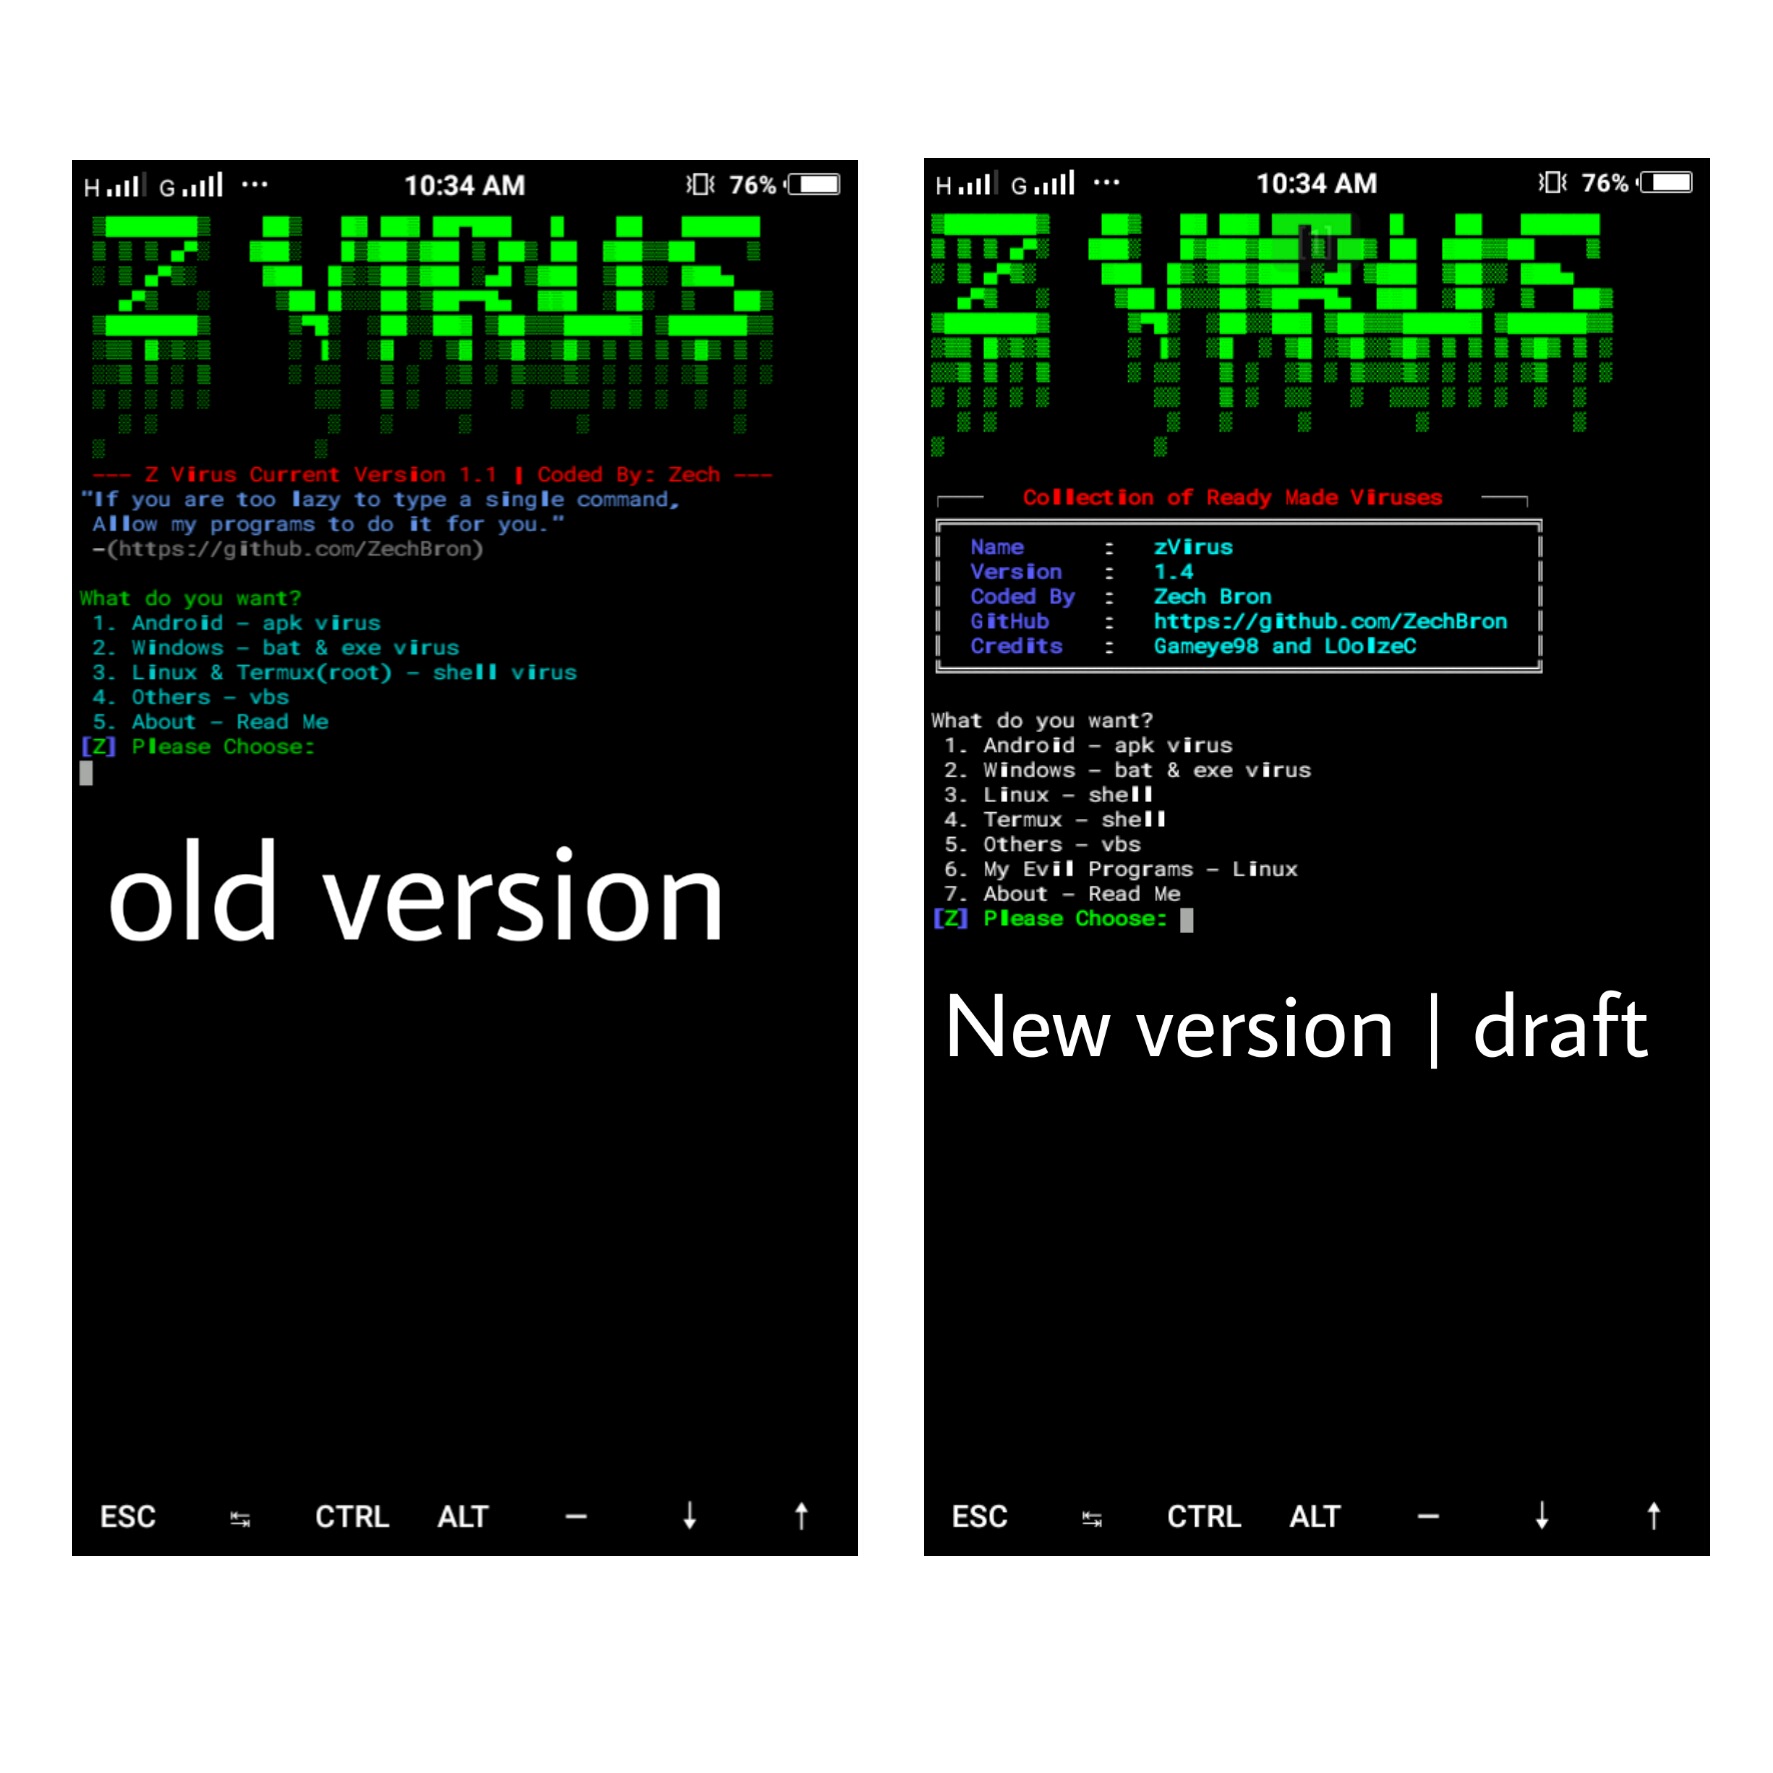 H G ... 10:34 AM 76%
Z VIRUS
--- Z Virus Current Version 1.1 | Coded By: Zech ---
"If you are too lazy to type a single command,
Allow my programs to do it for you."
-(https://github.com/ZechBron)
What do you want?
1. Android - apk virus
2. Windows - bat & exe virus
3. Linux & Termux(root) - shell virus
4. Others - vbs
5. About - Read Me
[Z] Please Choose:
old version
ESC ↹ CTRL ALT — ↓ ↑
H G ... 10:34 AM 76%
Z VIRUS
Collection of Ready Made Viruses
Name : zVirus
Version : 1.4
Coded By : Zech Bron
GitHub : https://github.com/ZechBron
Credits : Gameye98 and L0olzeC
What do you want?
1. Android - apk virus
2. Windows - bat & exe virus
3. Linux - shell
4. Termux - shell
5. Others - vbs
6. My Evil Programs - Linux
7. About - Read Me
[Z] Please Choose:
New version | draft
ESC ↹ CTRL ALT — ↓ ↑